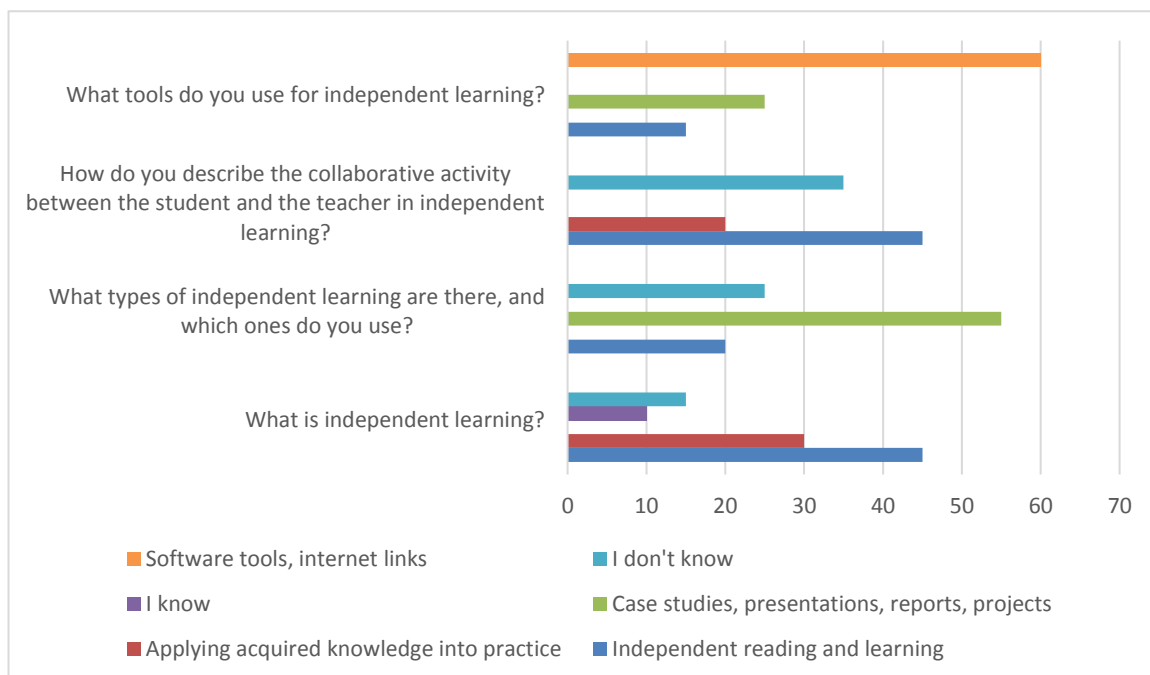 What tools do you use for independent learning?
How do you describe the collaborative activity
between the student and the teacher in independent
learning?
What types of independent learning are there, and
which ones do you use?
What is independent learning?
0 10 20 30 40 50 60 70
Software tools, internet links
I don't know
I know
Case studies, presentations, reports, projects
Applying acquired knowledge into practice
Independent reading and learning